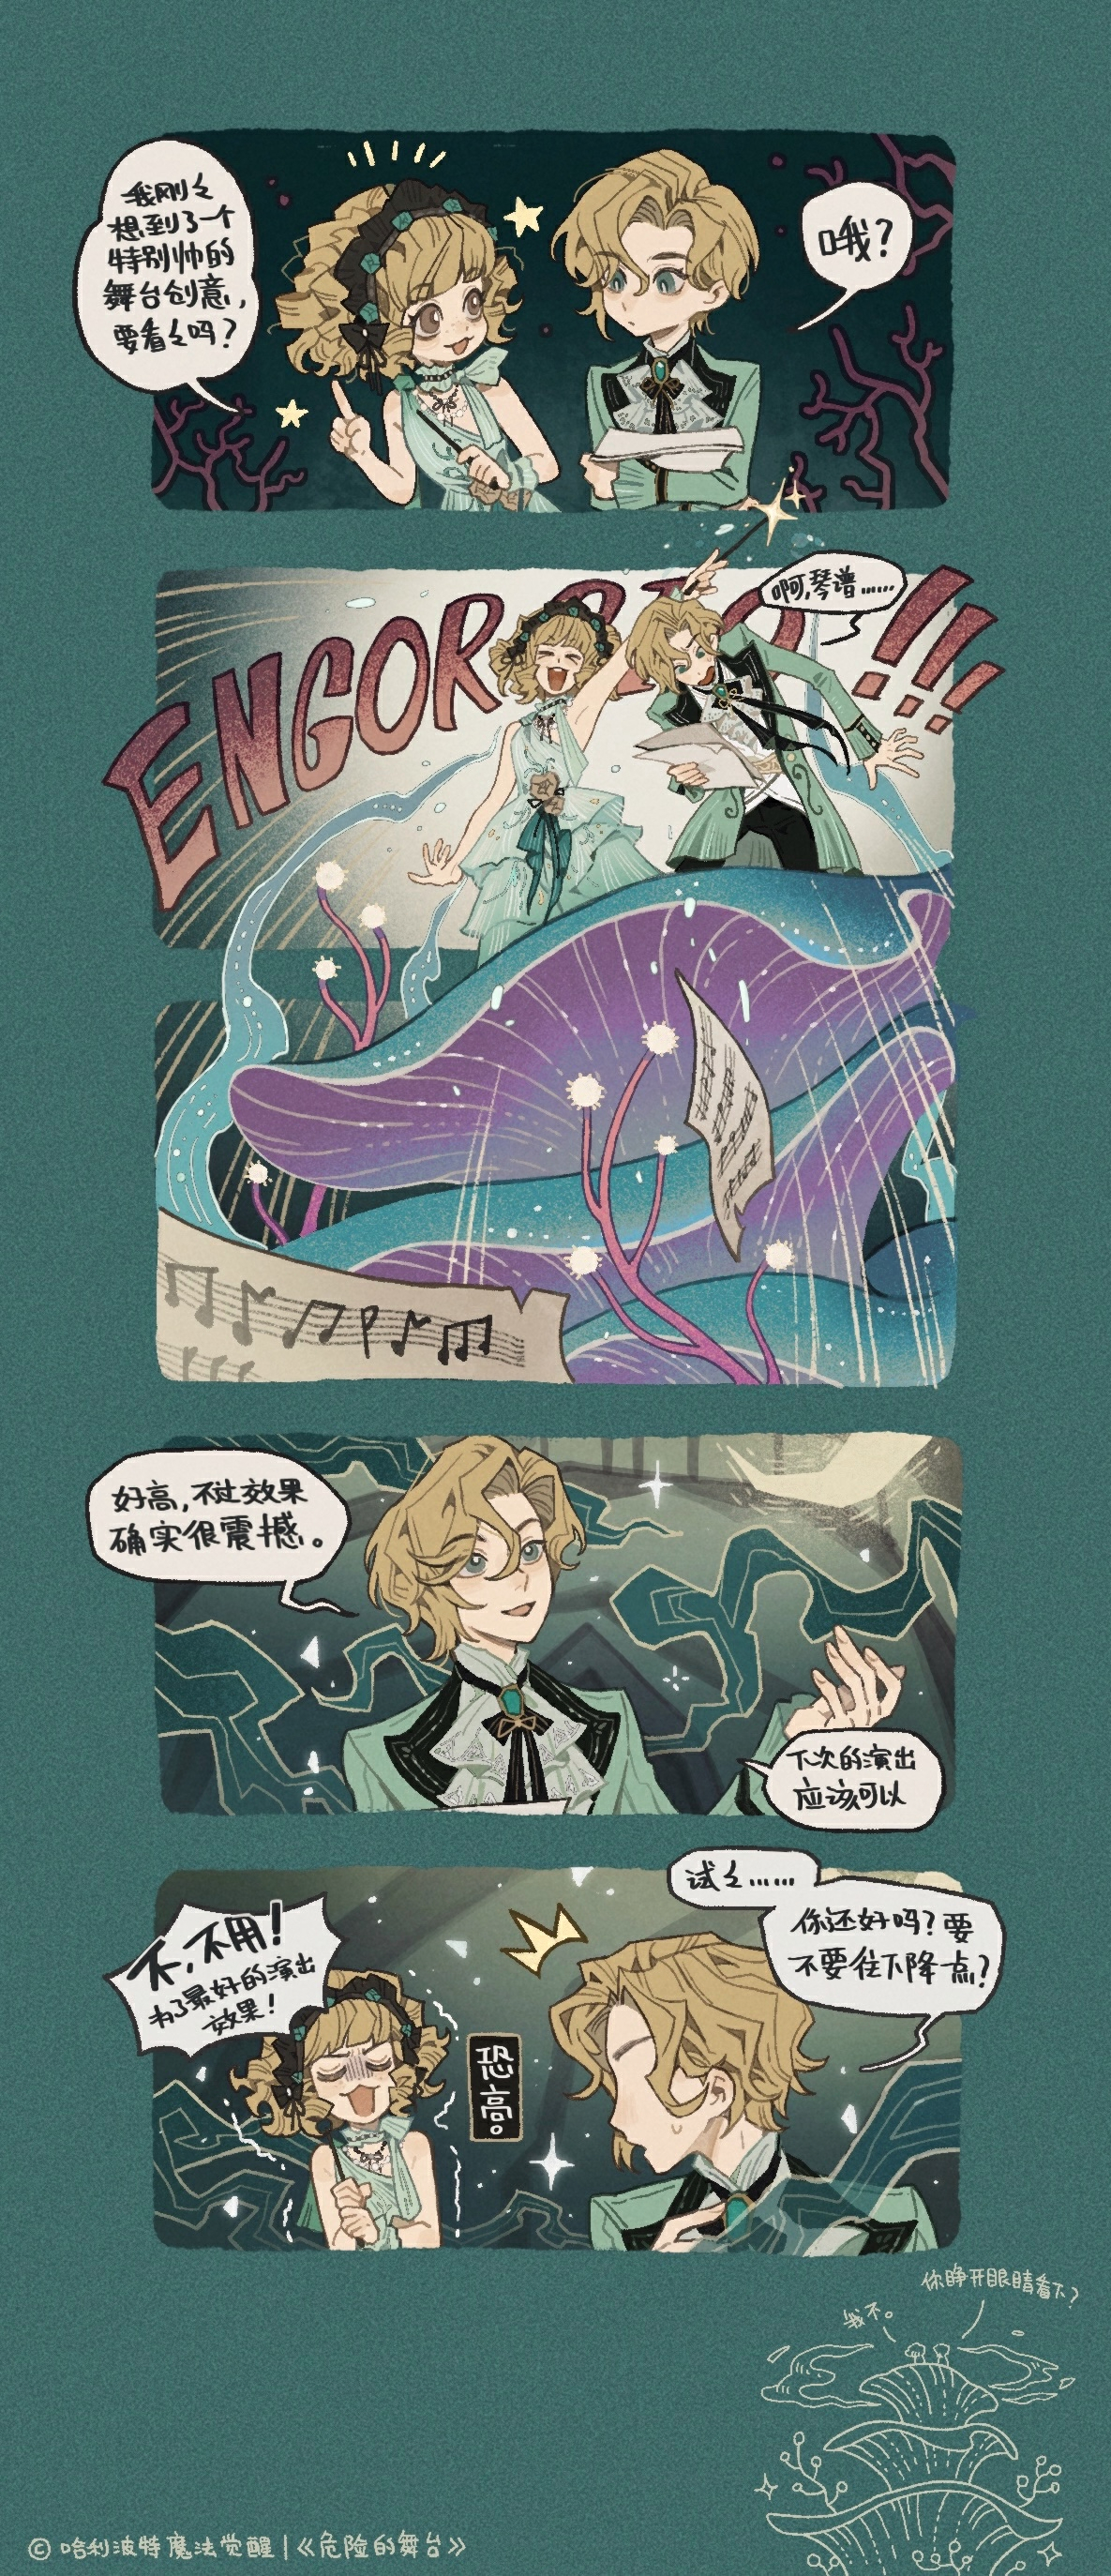 我刚々
想到了一个
特别帅的
舞台创意，
要看々吗？
哦？
ENGORGIO!!!
啊，琴谱……
好高，不过效果
确实很震撼。
下次的演出
应该可以
试々……
不，不用！
为了最好的演出
效果！
你还好吗？要
不要往下降点？
恐高。
你睁开眼睛看下？
我不。
© 哈利波特魔法觉醒 | 《危险的舞台》